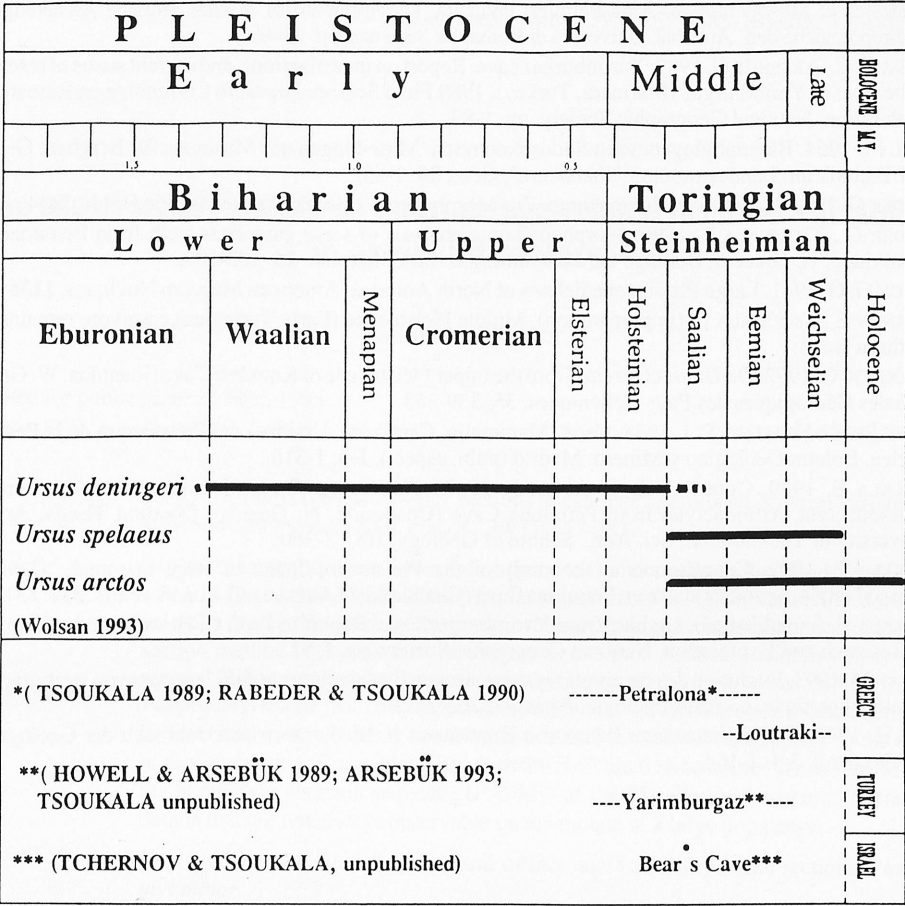 PLEISTOCENE
Early Middle Late HOLOCENE
1,5 1,0 0,5 MY
Biharian Toringian
Lower Upper Steinheimian
Eburonian Waalian Menapian Cromerian Elsterian Holsteinian Saalian Eemian Weichselian Holocene
Ursus deningeri
Ursus spelaeus
Ursus arctos
(Wolsan 1993)
*( TSOUKALA 1989; RABEDER & TSOUKALA 1990) ------Petralona*------ GREECE
--Loutraki--
**( HOWELL & ARSEBÜK 1989; ARSEBÜK 1993;
TSOUKALA unpublished) ----Yarimburgaz**---- TURKEY
*** (TCHERNOV & TSOUKALA, unpublished) Bear's Cave*** ISRAEL